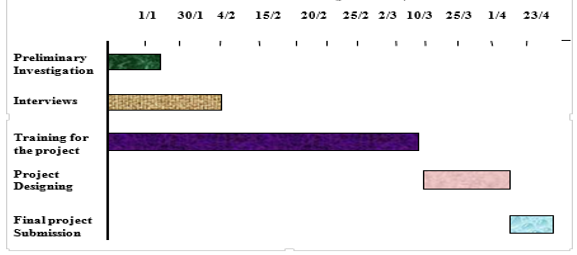 1/1 30/1 4/2 15/2 20/2 25/2 2/3 10/3 25/3 1/4 23/4
Preliminary
Investigation
Interviews
Training for
the project
Project
Designing
Final project
Submission